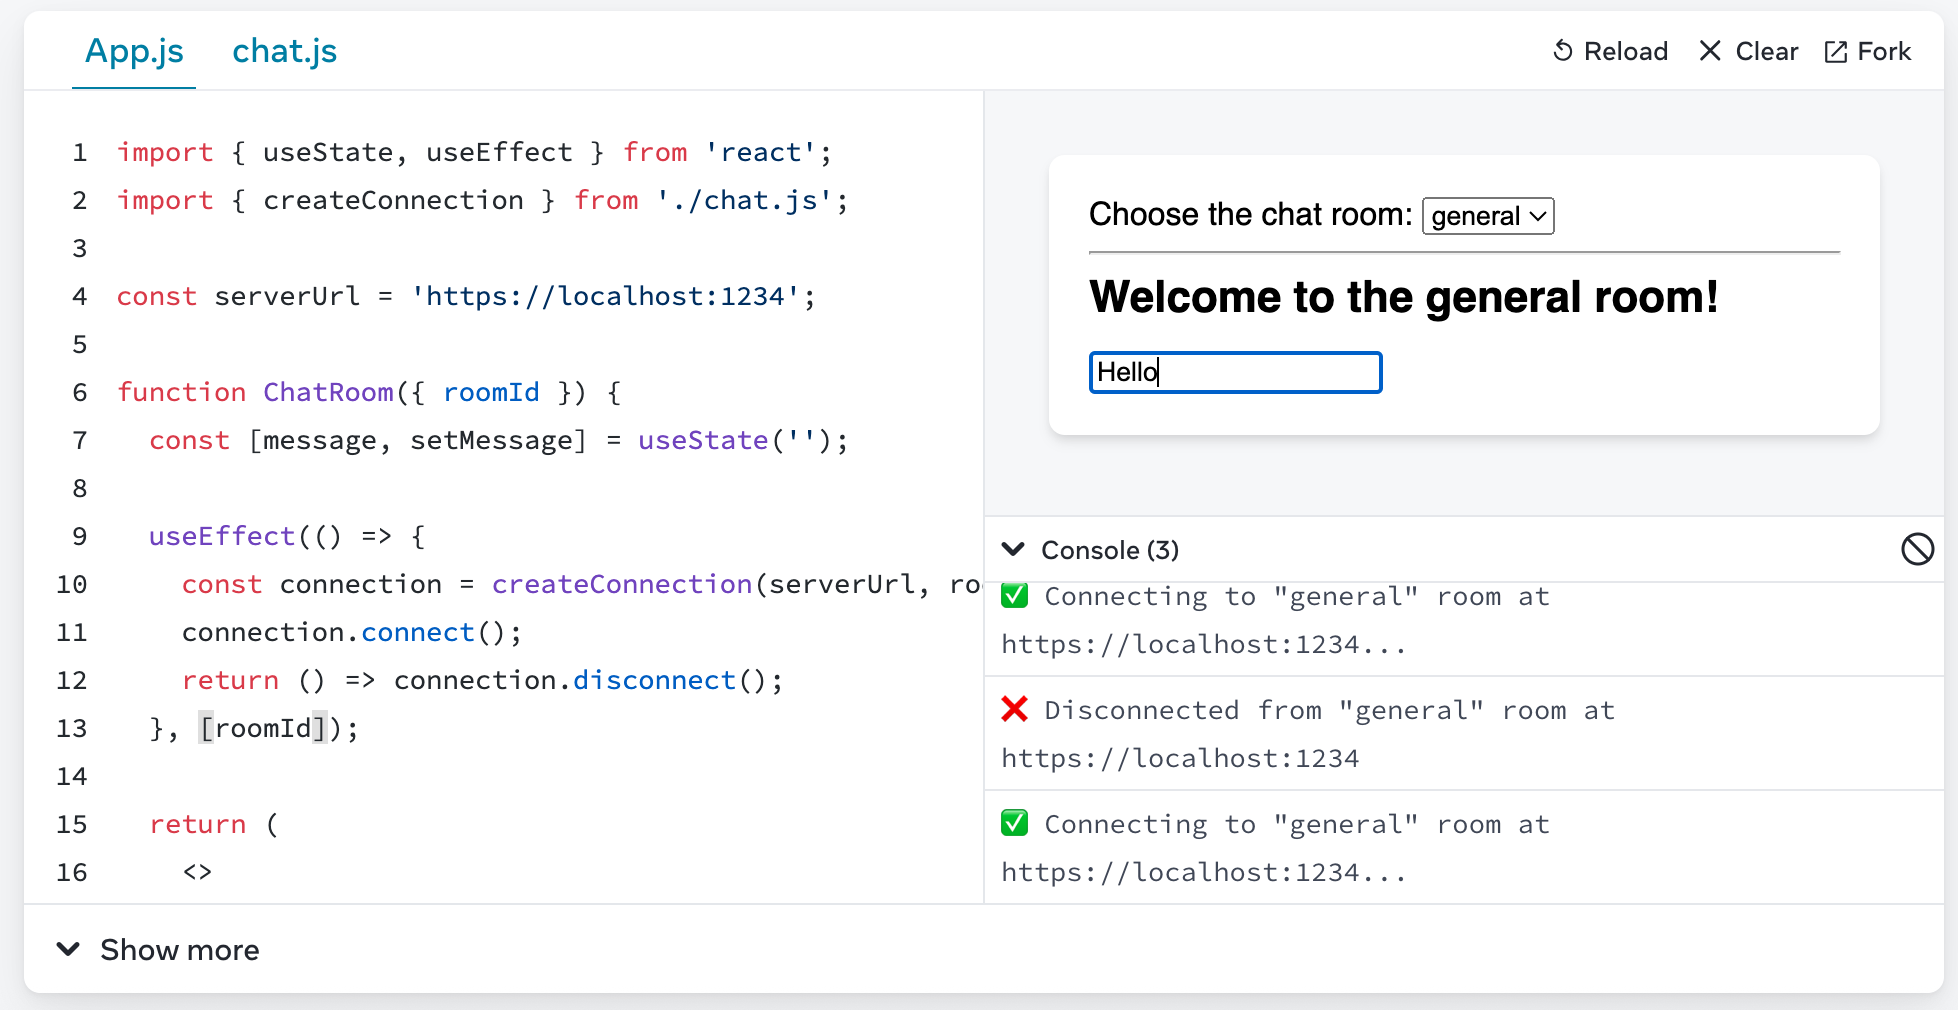 App.js chat.js Reload Clear Fork
1 import { useState, useEffect } from 'react';
2 import { createConnection } from './chat.js';
3
4 const serverUrl = 'https://localhost:1234';
5
6 function ChatRoom({ roomId }) {
7   const [message, setMessage] = useState('');
8
9   useEffect(() => {
10     const connection = createConnection(serverUrl, ro
11     connection.connect();
12     return () => connection.disconnect();
13   }, [roomId]);
14
15   return (
16     <>
Show more
Choose the chat room: general
Welcome to the general room!
Hello
Console (3)
✅ Connecting to "general" room at
https://localhost:1234...
❌ Disconnected from "general" room at
https://localhost:1234
✅ Connecting to "general" room at
https://localhost:1234...